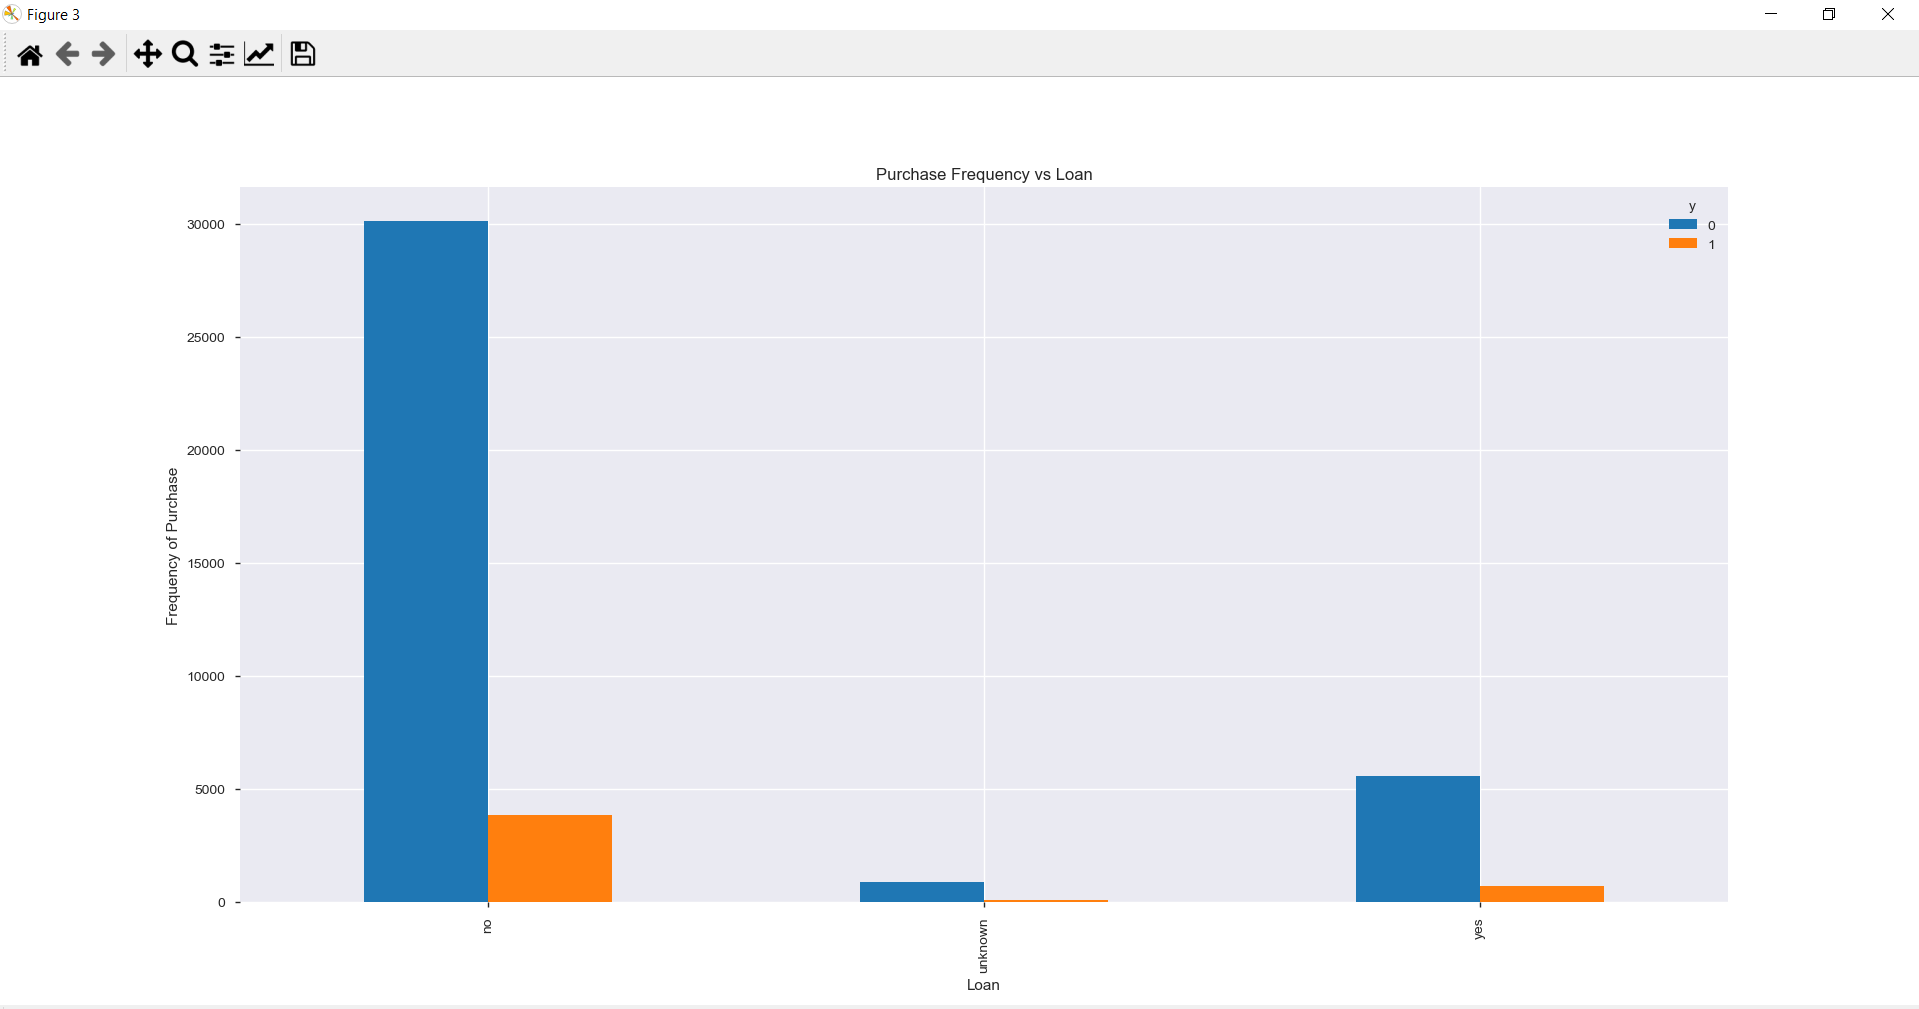 Figure 3
Purchase Frequency vs Loan
y
0
1
30000
25000
20000
15000
10000
5000
0
Frequency of Purchase
no
unknown
yes
Loan